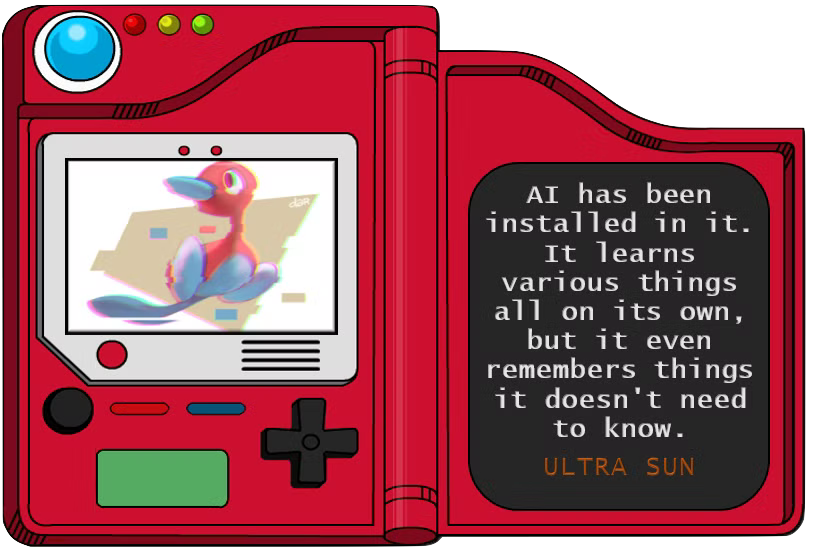 dar
AI has been
installed in it.
It learns
various things
all on its own,
but it even
remembers things
it doesn't need
to know.
ULTRA SUN